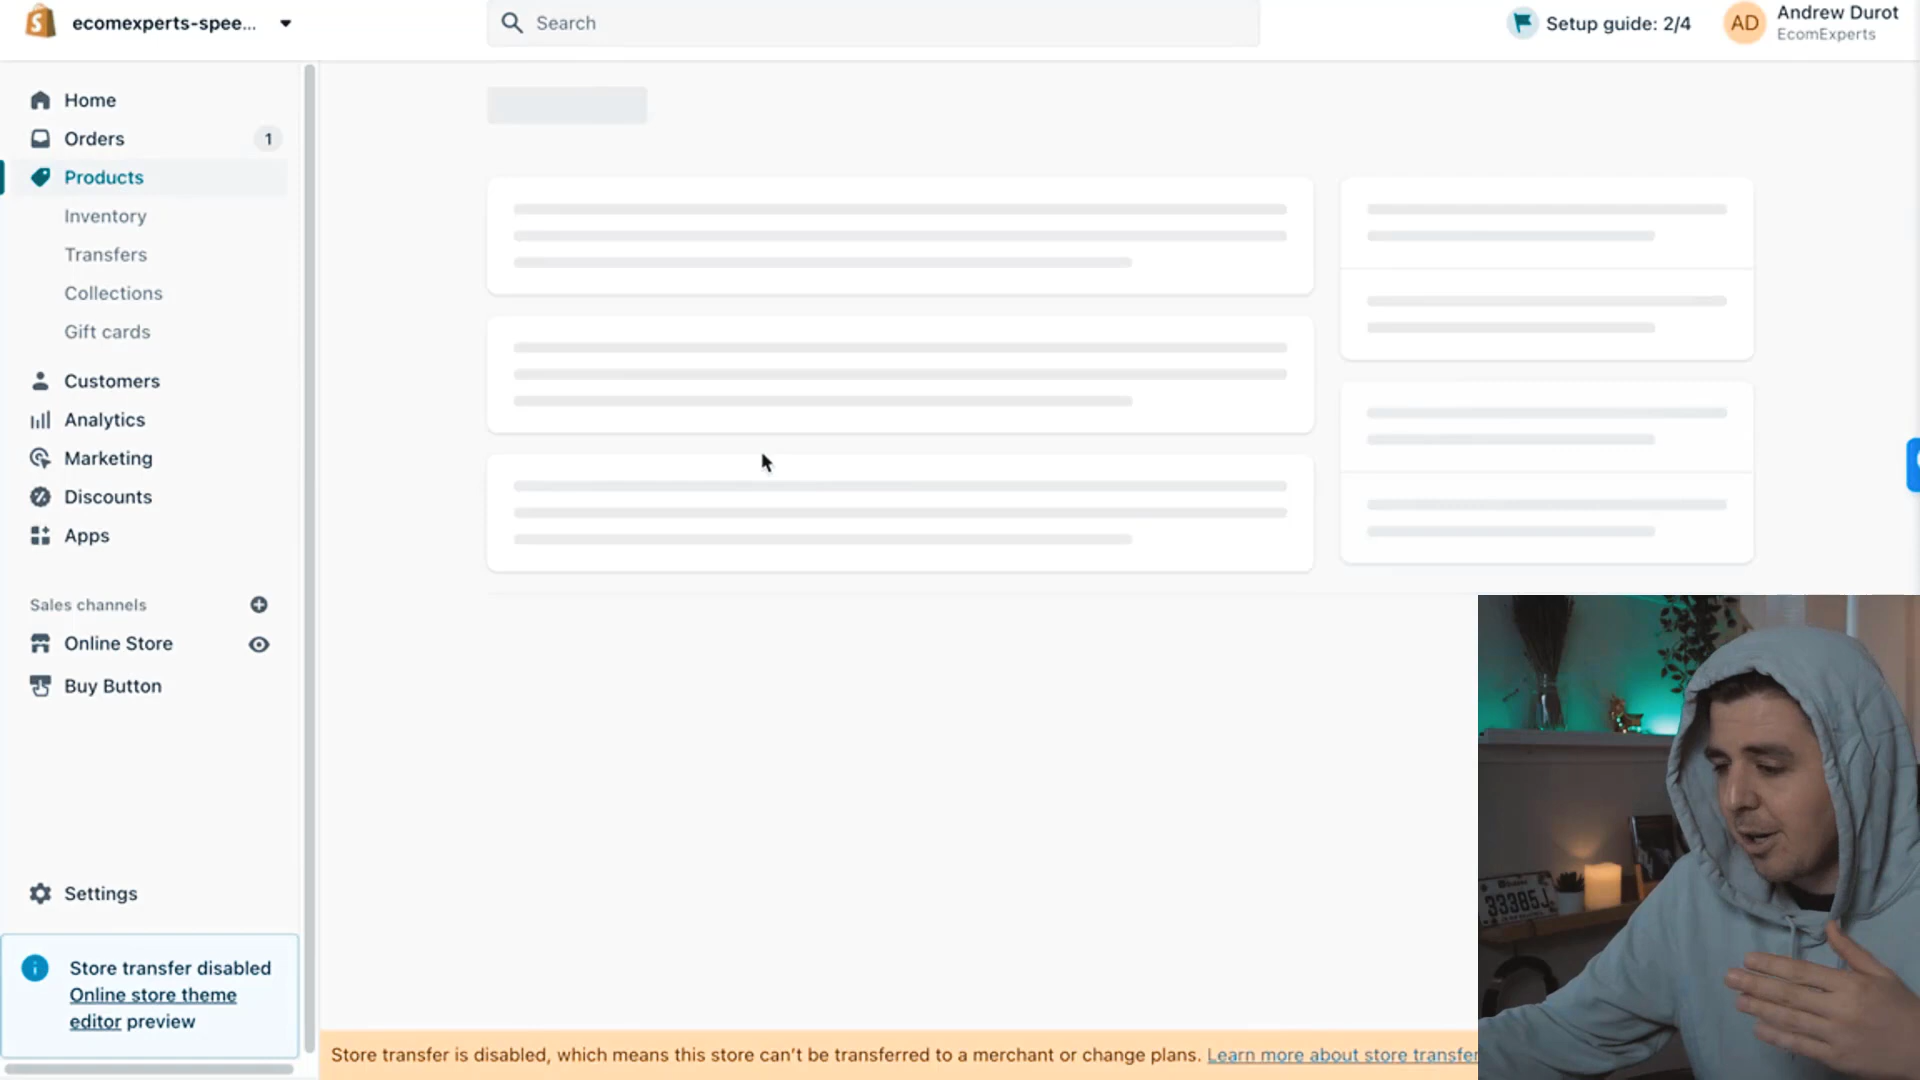 ecomexperts-spee...
Search
Setup guide: 2/4
AD
Andrew Durot
EcomExperts
Home
Orders
1
Products
Inventory
Transfers
Collections
Gift cards
Customers
Analytics
Marketing
Discounts
Apps
Sales channels
Online Store
Buy Button
Settings
Store transfer disabled
Online store theme
editor preview
Store transfer is disabled, which means this store can't be transferred to a merchant or change plans. Learn more about store transfer
33385J